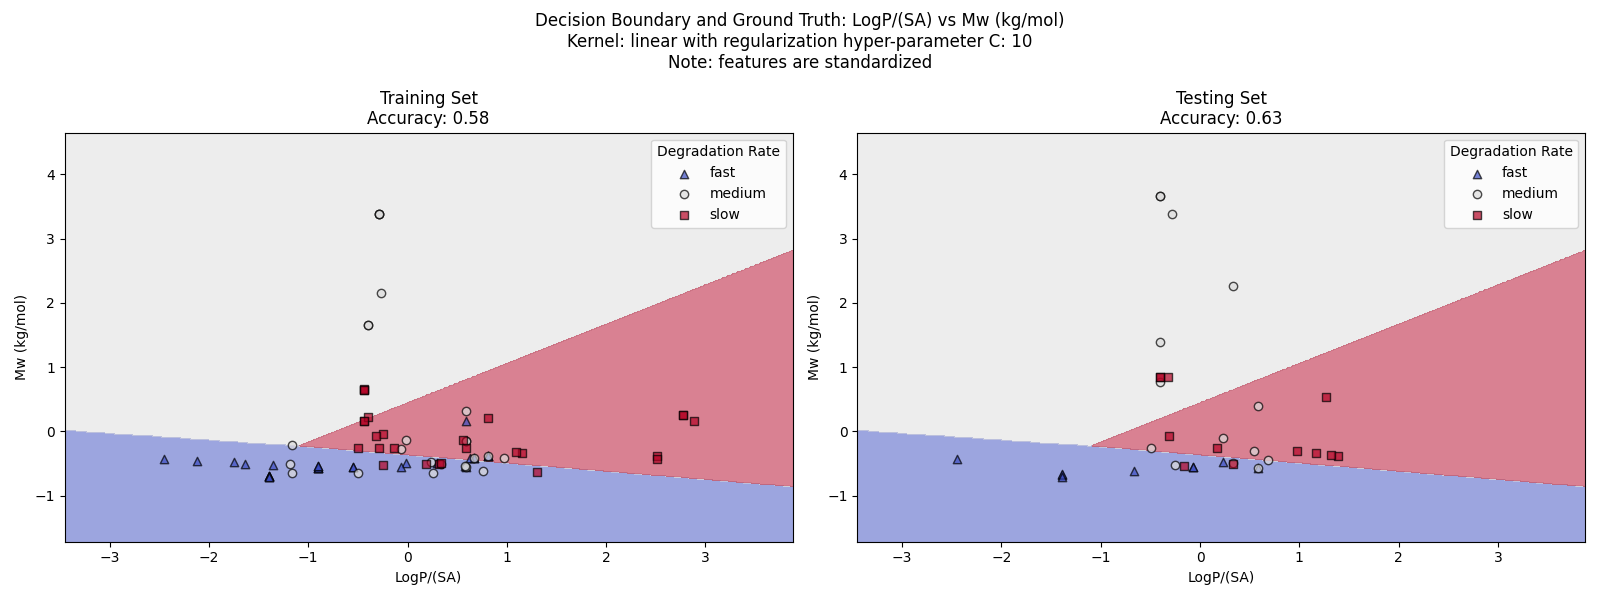 Decision Boundary and Ground Truth: LogP/(SA) vs Mw (kg/mol)
Kernel: linear with regularization hyper-parameter C: 10
Note: features are standardized
Training Set
Accuracy: 0.58
Degradation Rate
fast
medium
slow
4
3
2
1
0
−1
Mw (kg/mol)
−3 −2 −1 0 1 2 3
LogP/(SA)
Testing Set
Accuracy: 0.63
Degradation Rate
fast
medium
slow
4
3
2
1
0
−1
Mw (kg/mol)
−3 −2 −1 0 1 2 3
LogP/(SA)